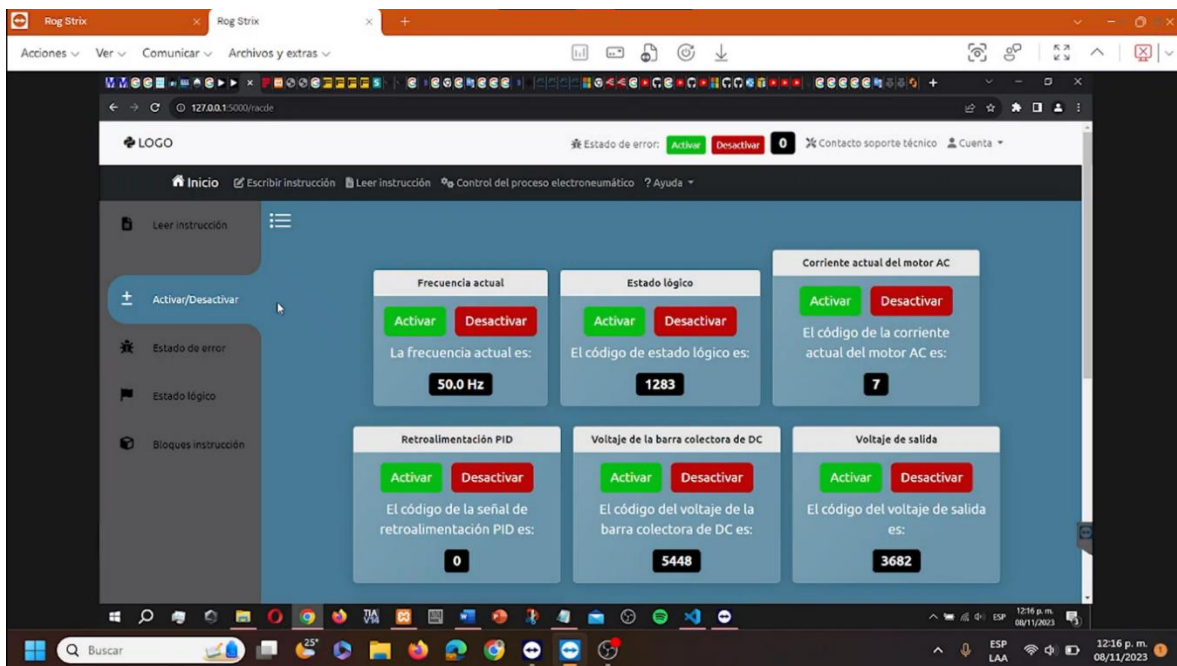 Rog Strix
Rog Strix
Acciones Ver Comunicar Archivos y extras
127.0.0.1:5000/racde
LOGO
Estado de error: Activar Desactivar 0 Contacto soporte técnico Cuenta
Inicio Escribir instrucción Leer instrucción Control del proceso electroneumático ? Ayuda
Leer instrucción
Activar/Desactivar
Estado de error
Estado lógico
Bloques instrucción
Frecuencia actual
Activar Desactivar
La frecuencia actual es:
50.0 Hz
Estado lógico
Activar Desactivar
El código de estado lógico es:
1283
Corriente actual del motor AC
Activar Desactivar
El código de la corriente
actual del motor AC es:
7
Retroalimentación PID
Activar Desactivar
El código de la señal de
retroalimentación PID es:
0
Voltaje de la barra colectora de DC
Activar Desactivar
El código del voltaje de la
barra colectora de DC es:
5448
Voltaje de salida
Activar Desactivar
El código del voltaje de salida
es:
3682
ESP
12:16 p. m.
08/11/2023
Buscar
25°
ESP
LAA
12:16 p. m.
08/11/2023
1